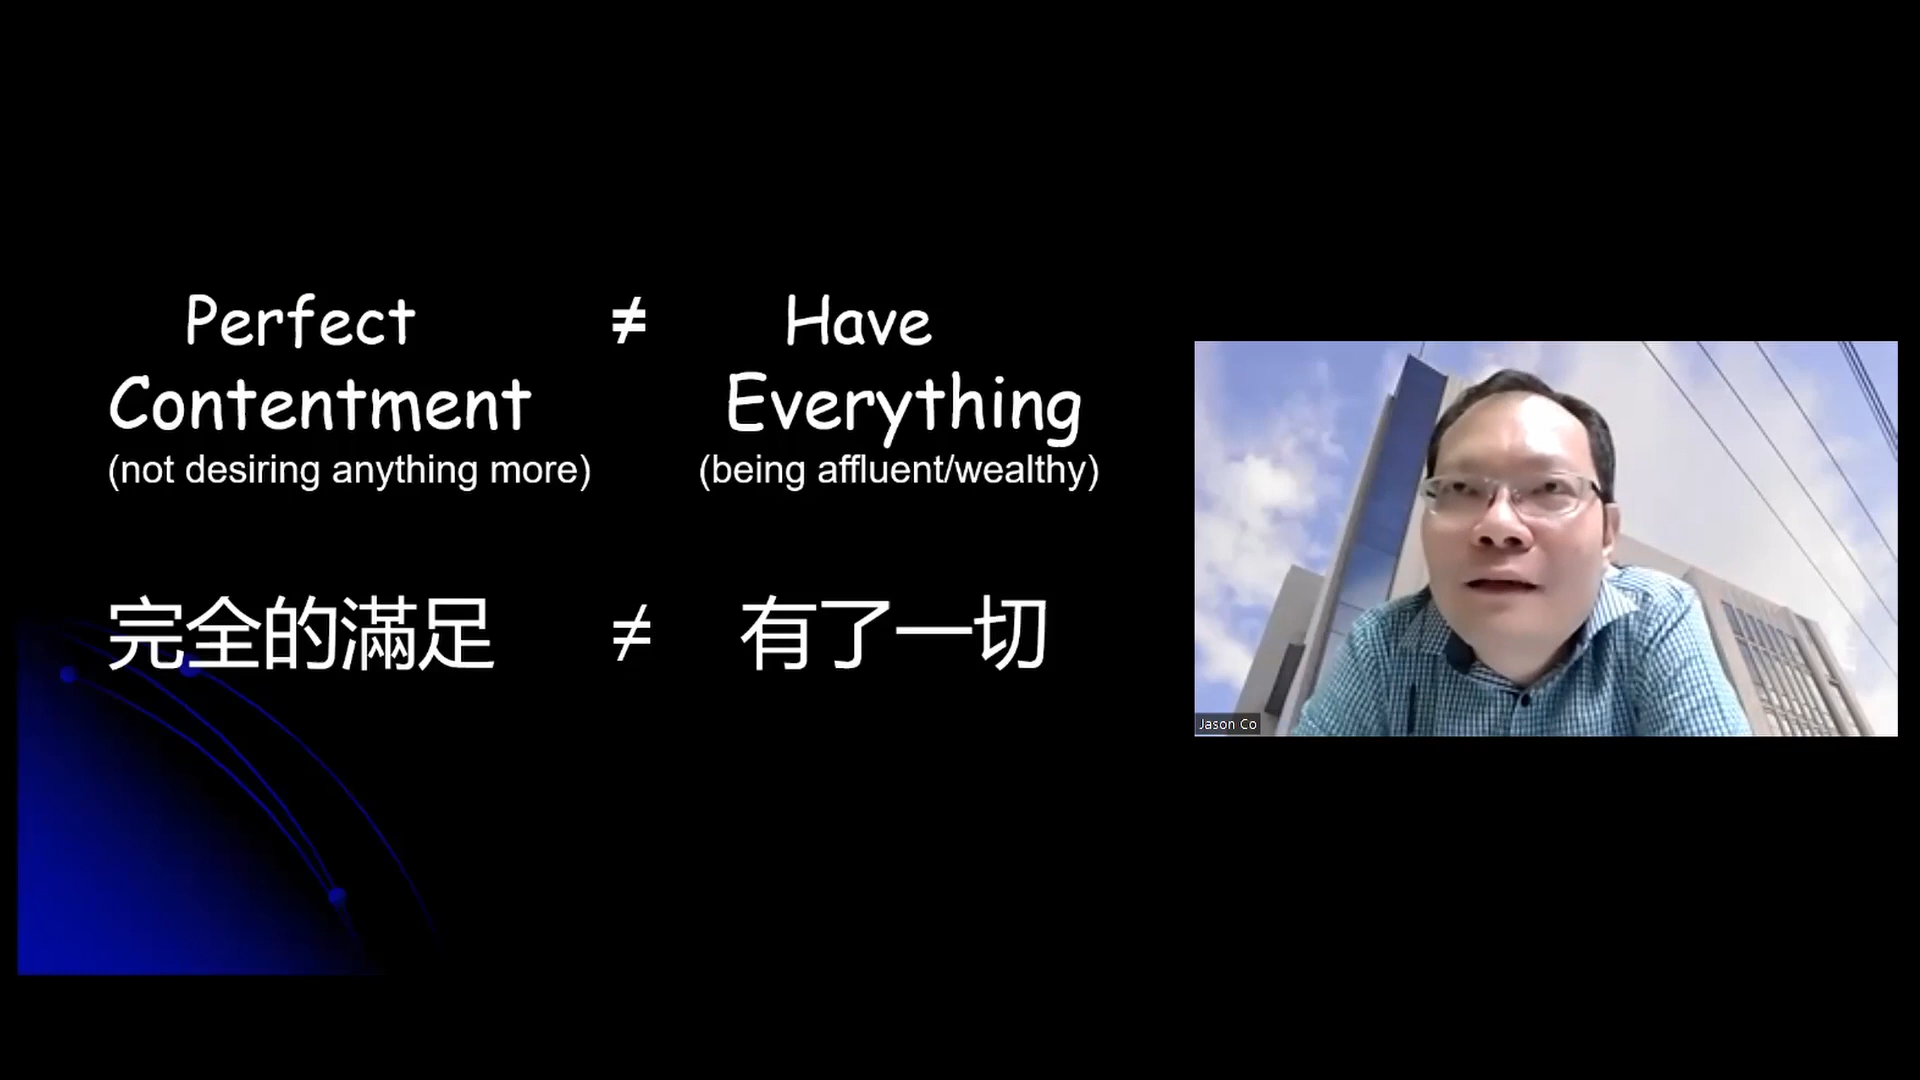 Perfect ≠ Have
Contentment Everything
(not desiring anything more) (being affluent/wealthy)
完全的滿足 ≠ 有了一切
Jason Co